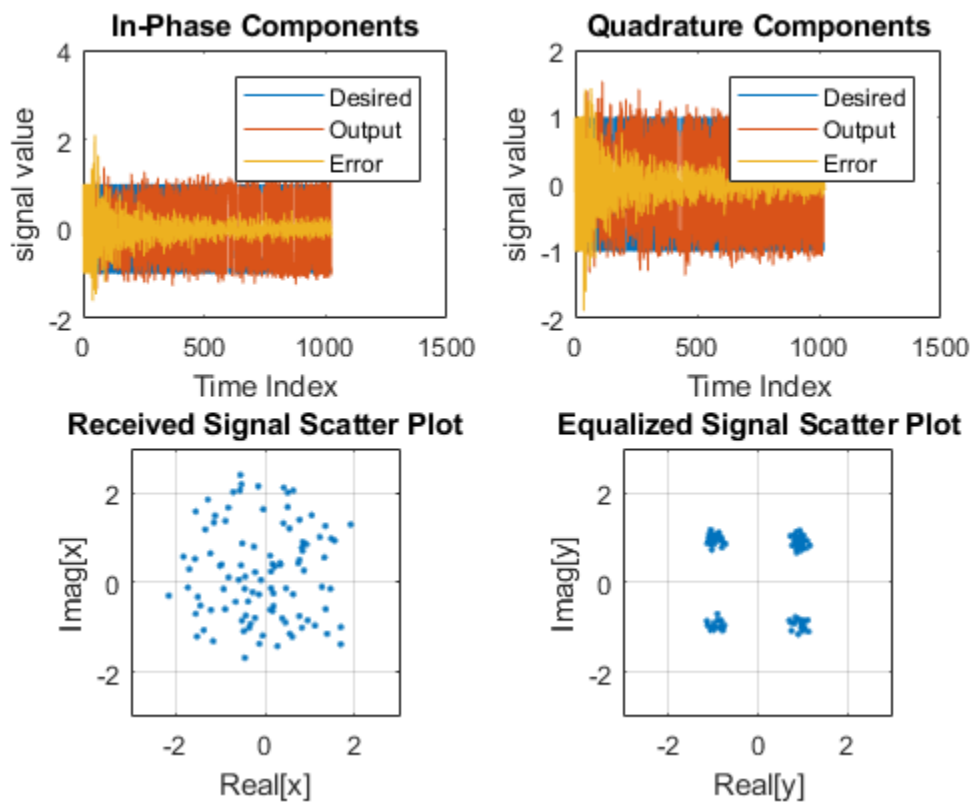 In-Phase Components
4
2
0
-2
signal value
Desired
Output
Error
0
500
1000
1500
Time Index
Quadrature Components
2
1
0
-1
-2
signal value
Desired
Output
Error
0
500
1000
1500
Time Index
Received Signal Scatter Plot
2
0
-2
Imag[x]
-2
0
2
Real[x]
Equalized Signal Scatter Plot
2
0
-2
Imag[y]
-2
0
2
Real[y]